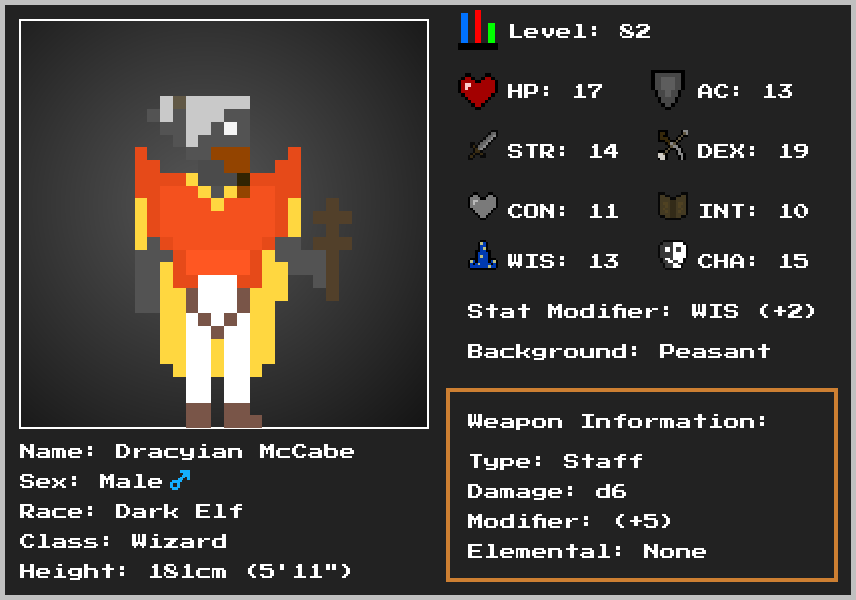 Level: 82
HP: 17
AC: 13
STR: 14
DEX: 19
CON: 11
INT: 10
WIS: 13
CHA: 15
Stat Modifier: WIS (+2)
Background: Peasant
Weapon Information:
Type: Staff
Damage: d6
Modifier: (+5)
Elemental: None
Name: Dracyian McCabe
Sex: Male ♂
Race: Dark Elf
Class: Wizard
Height: 181cm (5'11")